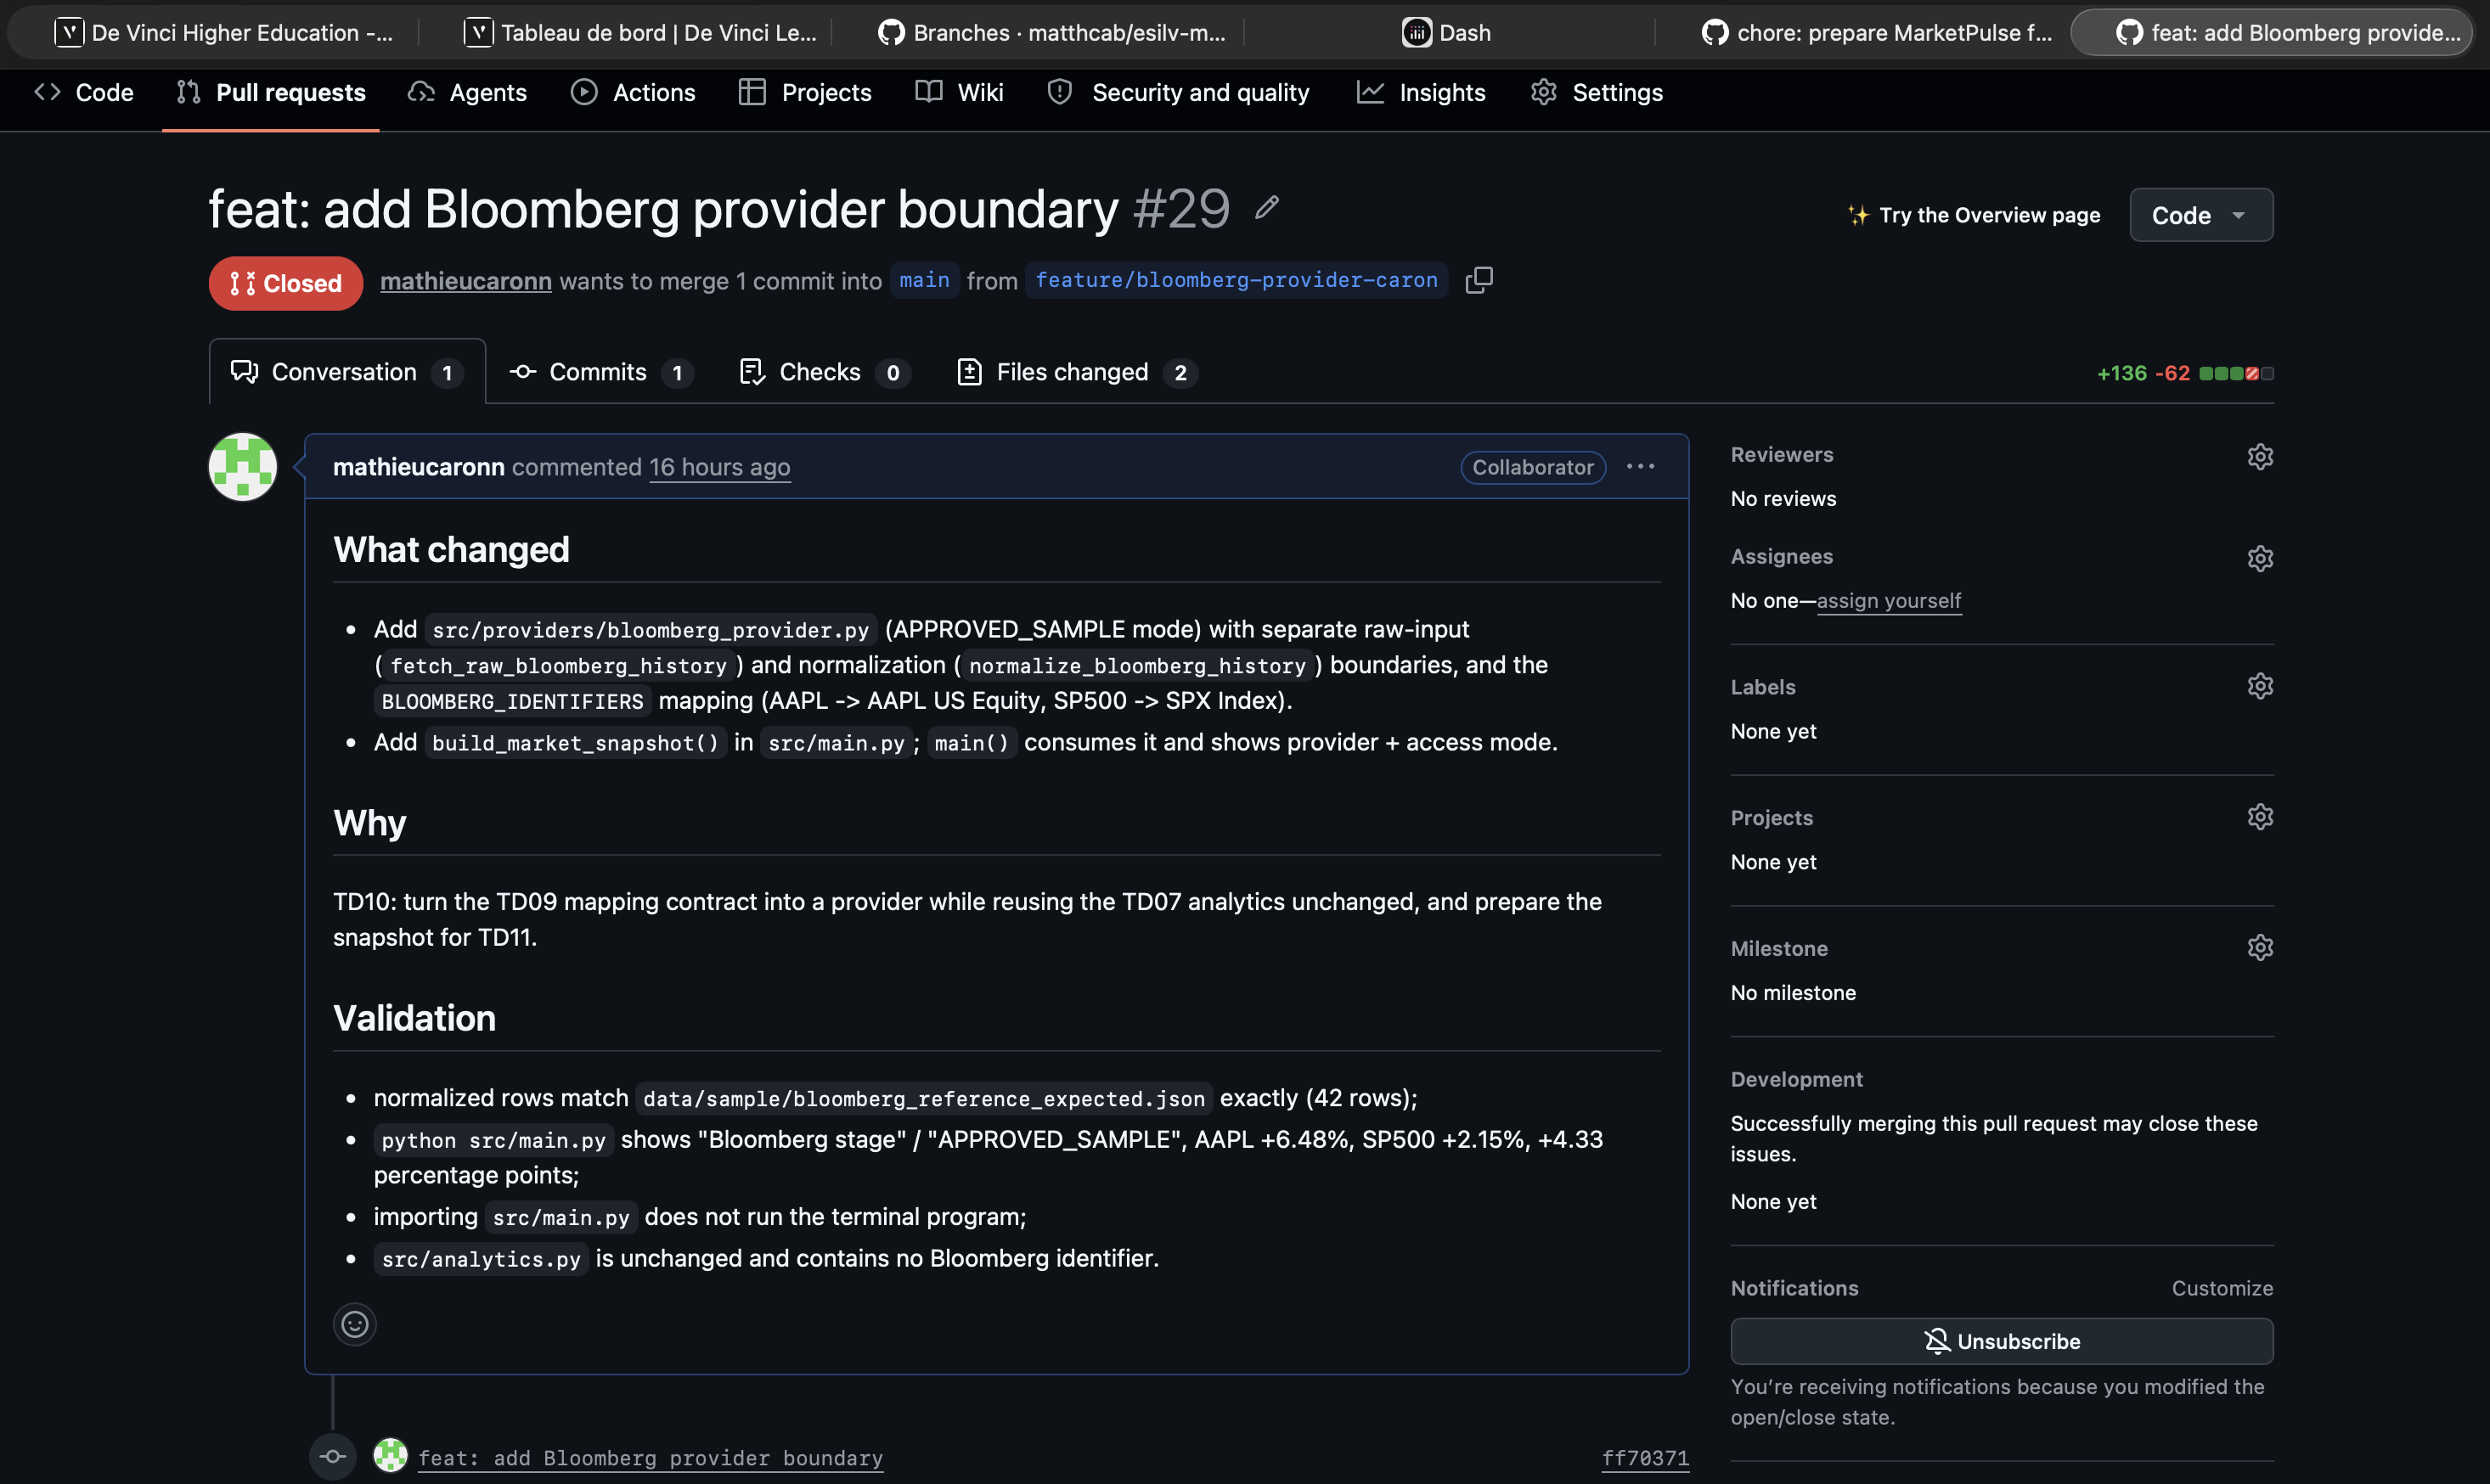 De Vinci Higher Education -...
Tableau de bord | De Vinci Le...
Branches · matthcab/esilv-m...
Dash
chore: prepare MarketPulse f...
feat: add Bloomberg provide...
Code
Pull requests
Agents
Actions
Projects
Wiki
Security and quality
Insights
Settings
feat: add Bloomberg provider boundary #29
Try the Overview page
Code
Closed
mathieucaronn wants to merge 1 commit into main from feature/bloomberg-provider-caron
Conversation 1
Commits 1
Checks 0
Files changed 2
+136 -62
mathieucaronn commented 16 hours ago
Collaborator
What changed
Add src/providers/bloomberg_provider.py (APPROVED_SAMPLE mode) with separate raw-input
(fetch_raw_bloomberg_history) and normalization (normalize_bloomberg_history) boundaries, and the
BLOOMBERG_IDENTIFIERS mapping (AAPL -> AAPL US Equity, SP500 -> SPX Index).
Add build_market_snapshot() in src/main.py; main() consumes it and shows provider + access mode.
Why
TD10: turn the TD09 mapping contract into a provider while reusing the TD07 analytics unchanged, and prepare the
snapshot for TD11.
Validation
normalized rows match data/sample/bloomberg_reference_expected.json exactly (42 rows);
python src/main.py shows "Bloomberg stage" / "APPROVED_SAMPLE", AAPL +6.48%, SP500 +2.15%, +4.33
percentage points;
importing src/main.py does not run the terminal program;
src/analytics.py is unchanged and contains no Bloomberg identifier.
feat: add Bloomberg provider boundary
ff70371
Reviewers
No reviews
Assignees
No one—assign yourself
Labels
None yet
Projects
None yet
Milestone
No milestone
Development
Successfully merging this pull request may close these
issues.
None yet
Notifications
Customize
Unsubscribe
You're receiving notifications because you modified the
open/close state.